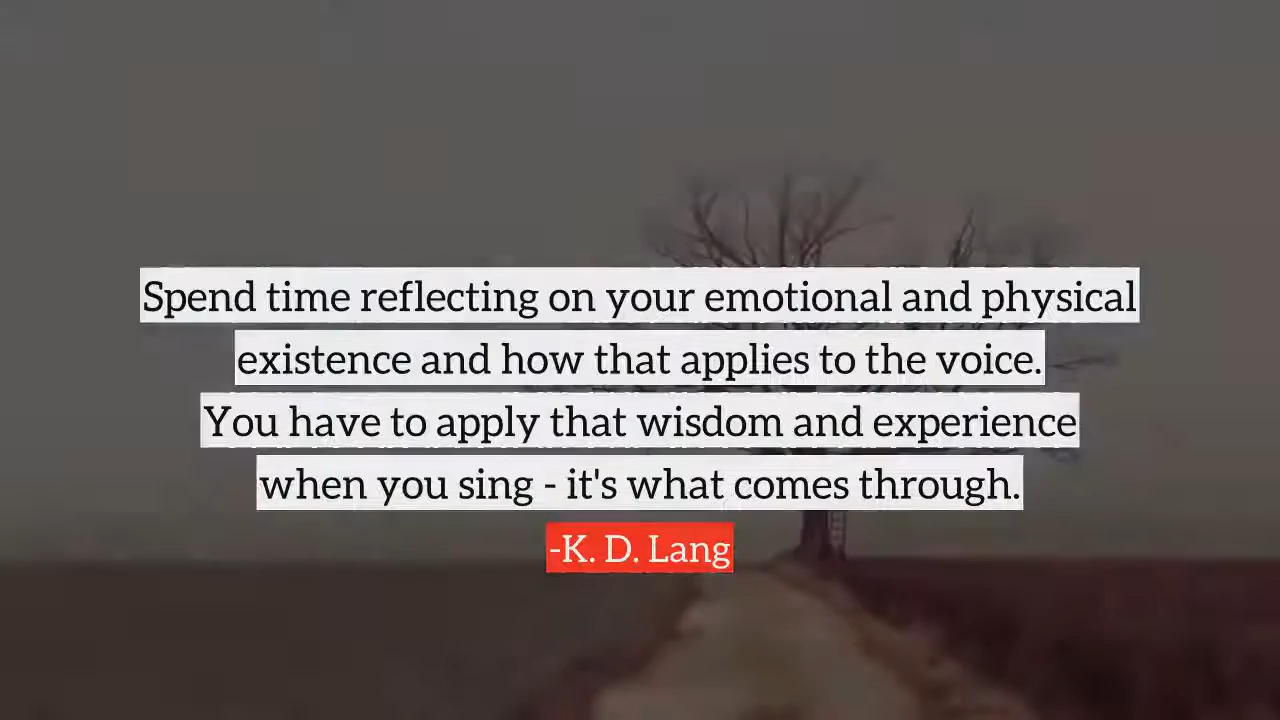 Spend time reflecting on your emotional and physical
existence and how that applies to the voice.
You have to apply that wisdom and experience
when you sing - it's what comes through.
-K. D. Lang